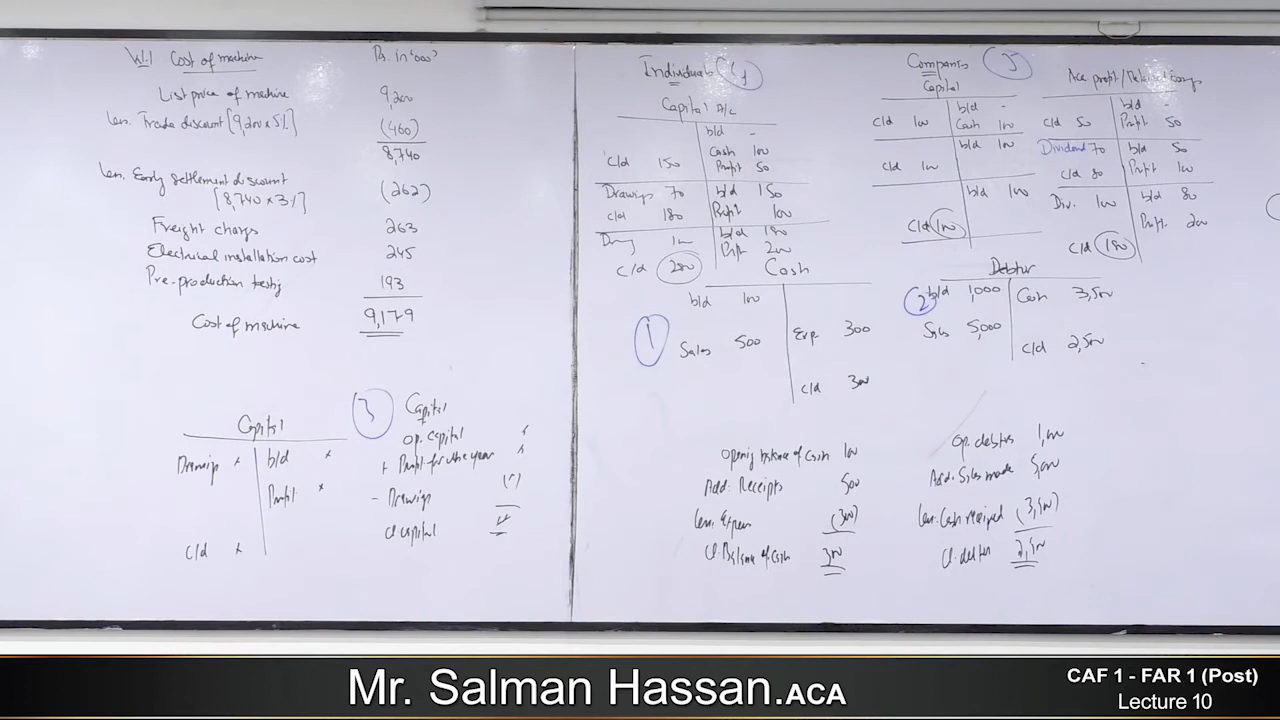 W-1 Cost of machine Rs. in '000'
List price of machine 9,200
Less: Trade discount [9,200 x 5%] (460)
8,740
Less: Early settlement discount
[8,740 x 3%] (262)
Freight charges 263
Electrical installation cost 245
Pre-production testing 193
Cost of machine 9,179
Capital
Drawings x b/d x
Profit x
c/d x
3
Capital
op. capital
+ Profit for the year
- Drawings
cl capital
Individuals
Capital A/c
b/d -
Cash 100
c/d 150 Profit 50
Drawings 70 b/d 150
c/d 180 Profit 100
b/d 180
100 Profit 200
c/d 280
Companies
Capital
b/d -
c/d 100 Cash 100
b/d 100
c/d 100
b/d 100
c/d 100
Acc profit / Retained Earnings
b/d -
c/d 50 Profit 50
Dividend 70 b/d 50
c/d 80 Profit 100
Div. 100 b/d 80
Profit 200
c/d 180
1
Cash
b/d 100
Sales 500 Exp. 300
c/d 300
2
Debtor
b/d 1,000 Cash 3,500
Sales 5,000
c/d 2,500
Opening balance of cash 100
Add: Receipts 500
Less: Expenses (300)
Cl. Balance of cash 300
Op. debtors 1,000
Add: Sales made 5,000
Less: Cash received (3,500)
Cl. debtor 2,500
Mr. Salman Hassan.ACA
CAF 1 - FAR 1 (Post)
Lecture 10